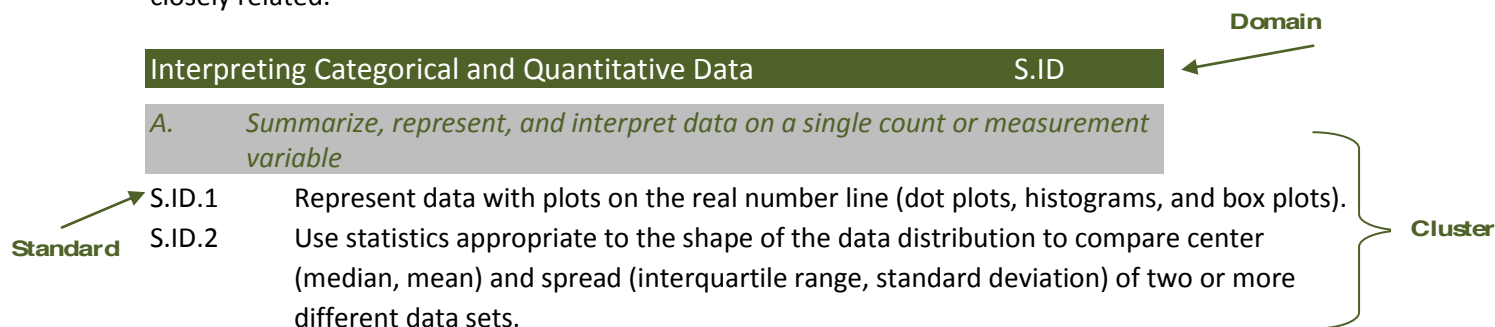 closely related.
Domain
Interpreting Categorical and Quantitative Data S.ID
A. Summarize, represent, and interpret data on a single count or measurement
variable
S.ID.1 Represent data with plots on the real number line (dot plots, histograms, and box plots).
Standard S.ID.2 Use statistics appropriate to the shape of the data distribution to compare center Cluster
(median, mean) and spread (interquartile range, standard deviation) of two or more
different data sets.